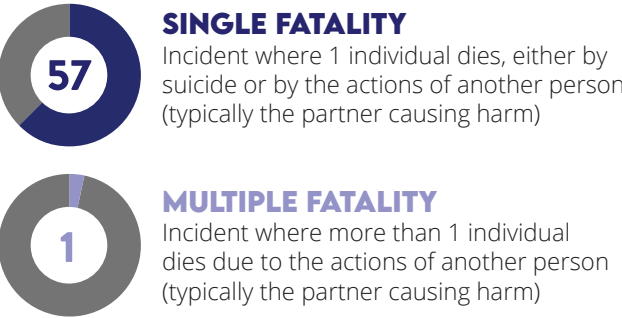 57
SINGLE FATALITY
Incident where 1 individual dies, either by
suicide or by the actions of another person
(typically the partner causing harm)
1
MULTIPLE FATALITY
Incident where more than 1 individual
dies due to the actions of another person
(typically the partner causing harm)